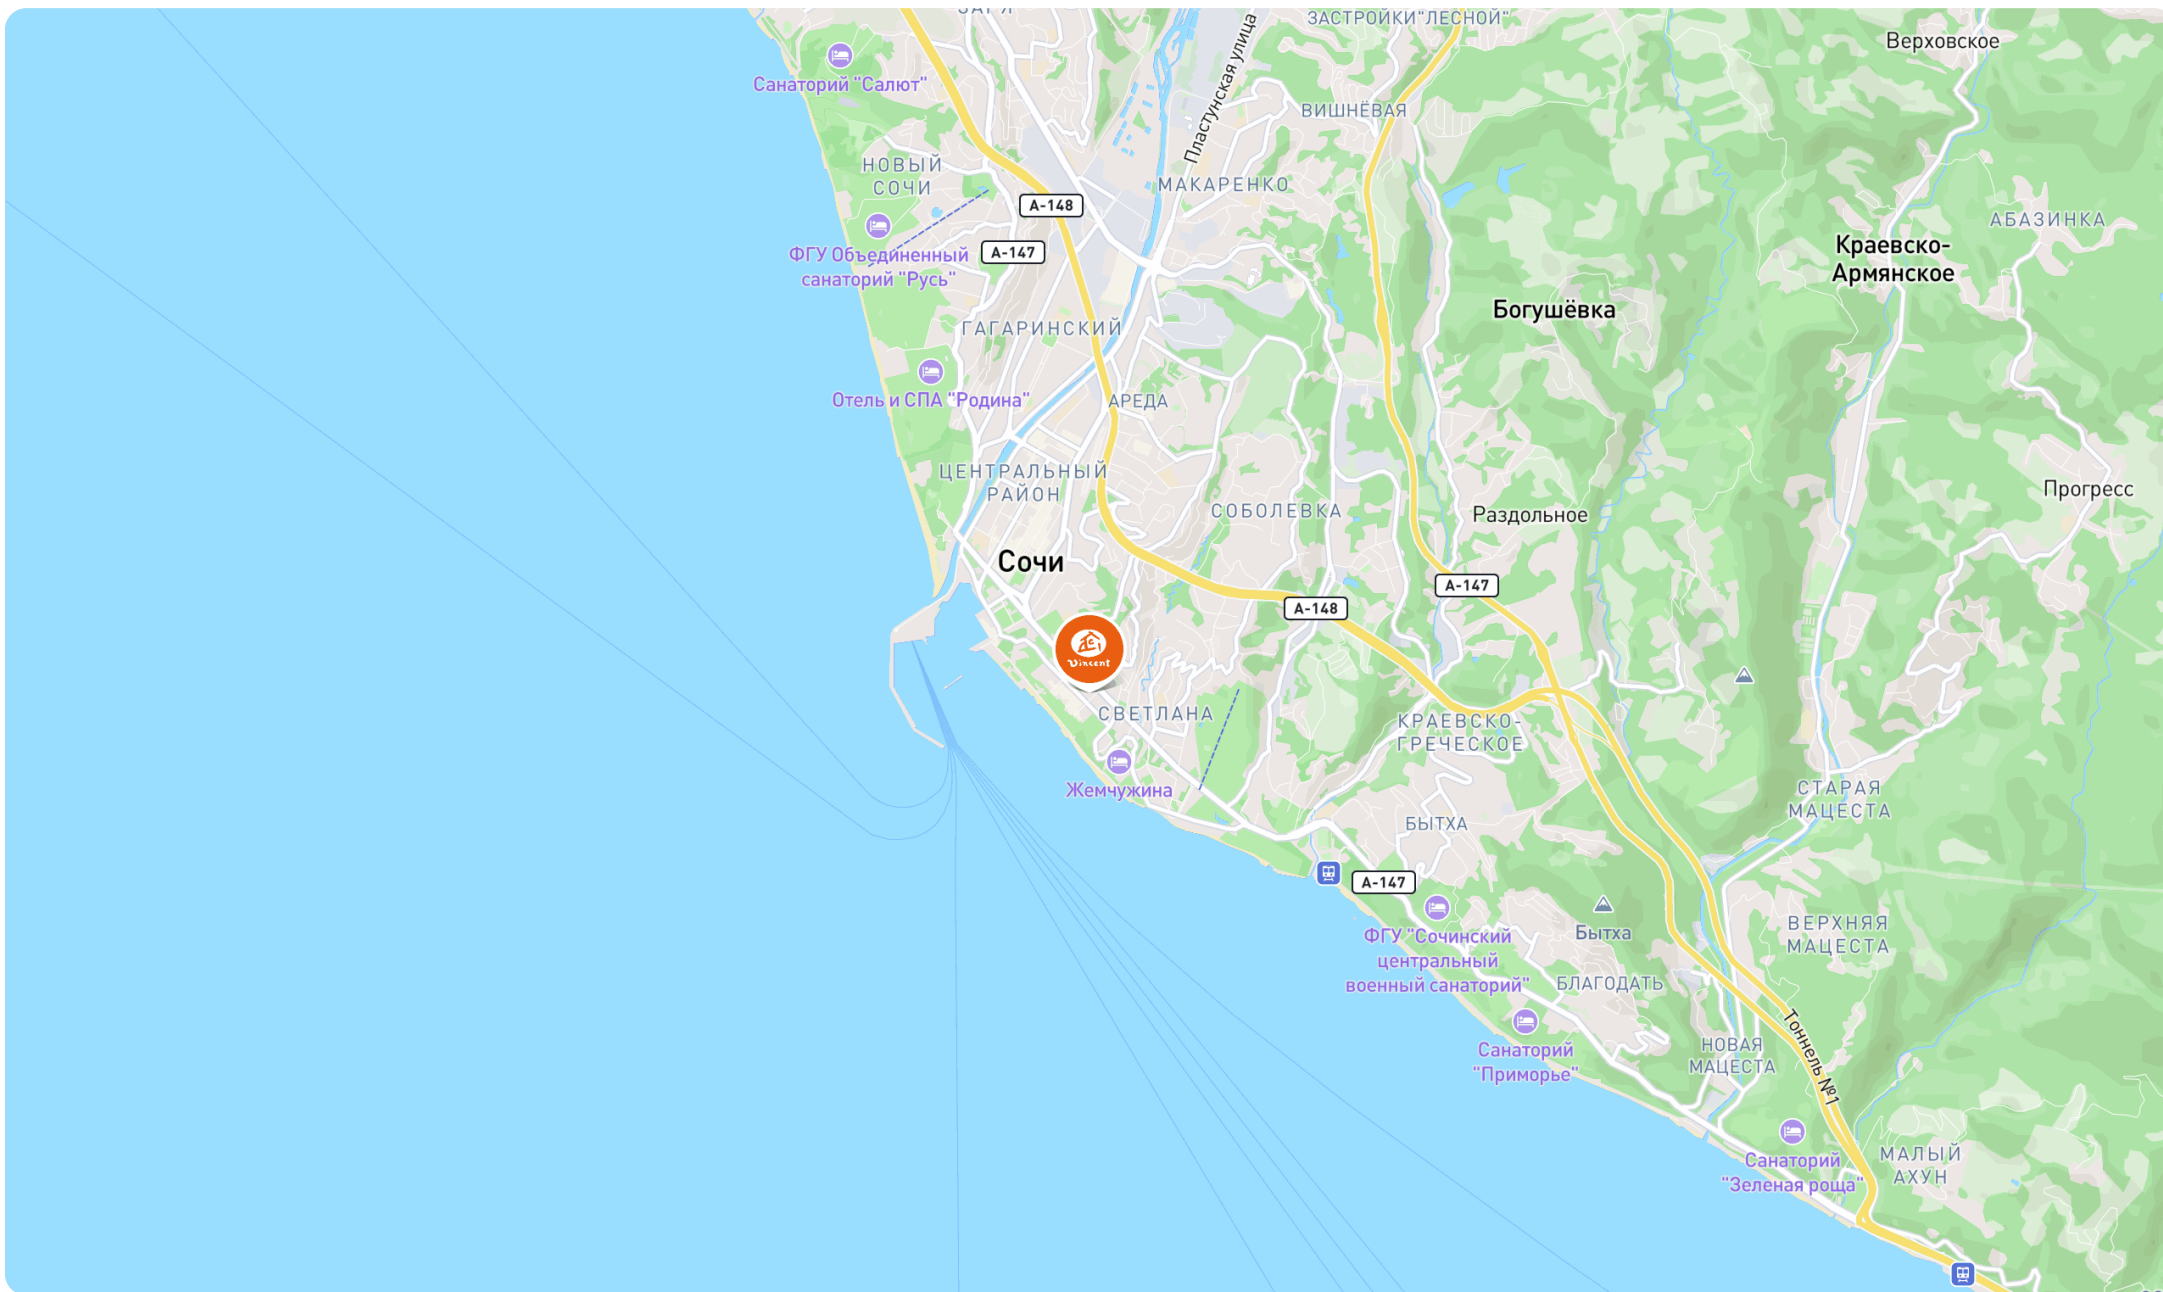 ЗАРЯ
ЗАСТРОЙКИ"ЛЕСНОЙ"
Верховское
Санаторий "Салют"
Пластунская улица
ВИШНЁВАЯ
НОВЫЙ
СОЧИ
МАКАРЕНКО
А-148
АБАЗИНКА
ФГУ Объединенный
санаторий "Русь"
А-147
Краевско-
Армянское
Богушёвка
ГАГАРИНСКИЙ
Отель и СПА "Родина"
АРЕДА
ЦЕНТРАЛЬНЫЙ
РАЙОН
Прогресс
СОБОЛЕВКА
Раздольное
Сочи
А-147
А-148
Vincent
СВЕТЛАНА
КРАЕВСКО-
ГРЕЧЕСКОЕ
Жемчужина
СТАРАЯ
МАЦЕСТА
БЫТХА
А-147
ФГУ "Сочинский
центральный
военный санаторий"
Бытха
ВЕРХНЯЯ
МАЦЕСТА
БЛАГОДАТЬ
Санаторий
"Приморье"
НОВАЯ
МАЦЕСТА
Тоннель №1
Санаторий
"Зеленая роща"
МАЛЫЙ
АХУН